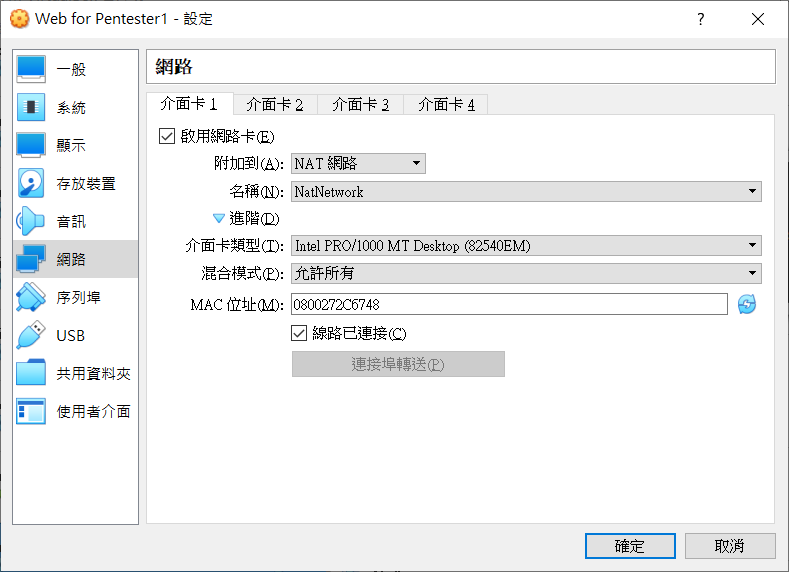 Web for Pentester1 - 設定
?
一般
系統
顯示
存放裝置
音訊
網路
序列埠
USB
共用資料夾
使用者介面
網路
介面卡 1 介面卡 2 介面卡 3 介面卡 4
啟用網路卡(E)
附加到(A): NAT 網路
名稱(N): NatNetwork
進階(D)
介面卡類型(T): Intel PRO/1000 MT Desktop (82540EM)
混合模式(P): 允許所有
MAC 位址(M): 0800272C6748
線路已連接(C)
連接埠轉送(P)
確定 取消